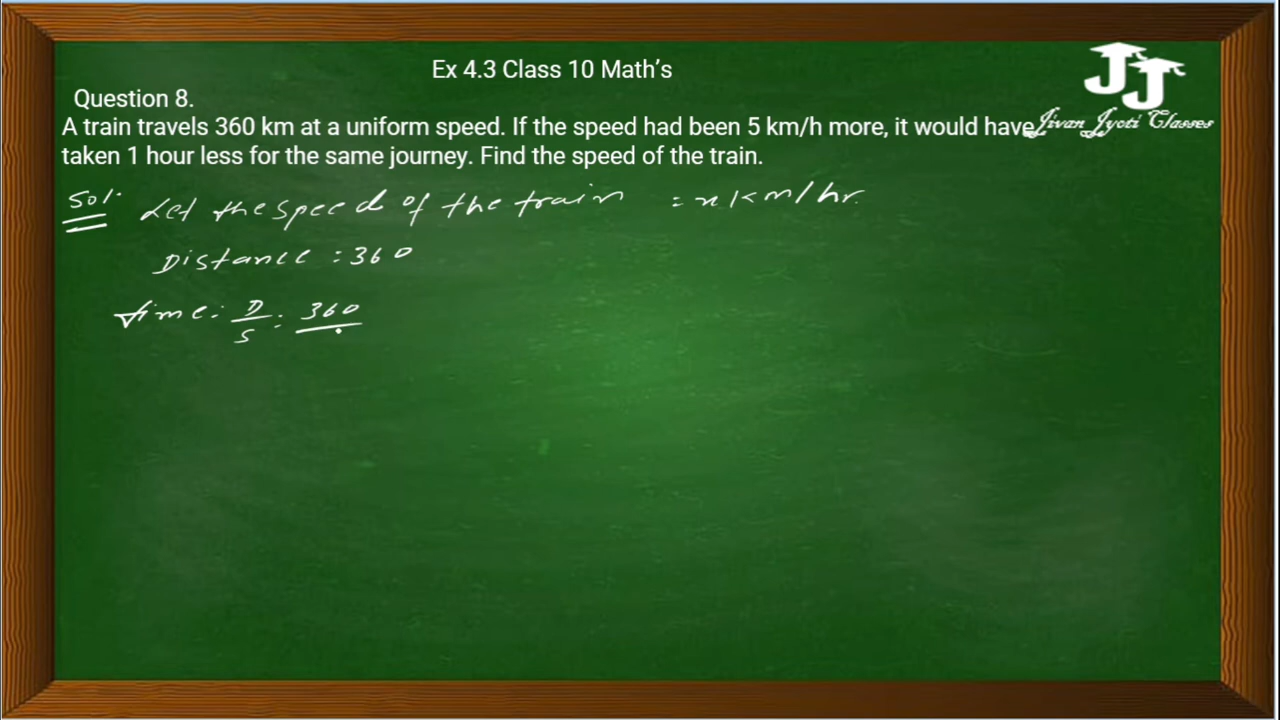 Ex 4.3 Class 10 Math’s
JJ
Jivan Jyoti Classes
Question 8.
A train travels 360 km at a uniform speed. If the speed had been 5 km/h more, it would have
taken 1 hour less for the same journey. Find the speed of the train.
Sol. Let the speed of the train = x km/hr.
Distance = 360
time = D/S = 360